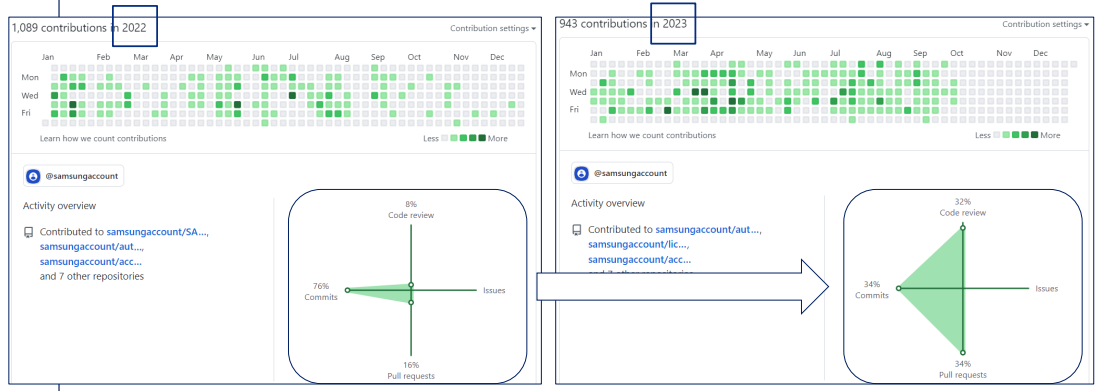 1,089 contributions in 2022
Contribution settings
Jan Feb Mar Apr May Jun Jul Aug Sep Oct Nov Dec
Mon
Wed
Fri
Learn how we count contributions
Less More
@samsungaccount
Activity overview
Contributed to samsungaccount/SA...,
samsungaccount/aut...,
samsungaccount/acc...
and 7 other repositories
8%
Code review
76%
Commits
Issues
16%
Pull requests
943 contributions in 2023
Contribution settings
Jan Feb Mar Apr May Jun Jul Aug Sep Oct Nov Dec
Mon
Wed
Fri
Learn how we count contributions
Less More
@samsungaccount
Activity overview
Contributed to samsungaccount/aut...,
samsungaccount/lic...,
samsungaccount/acc...
32%
Code review
34%
Commits
Issues
34%
Pull requests